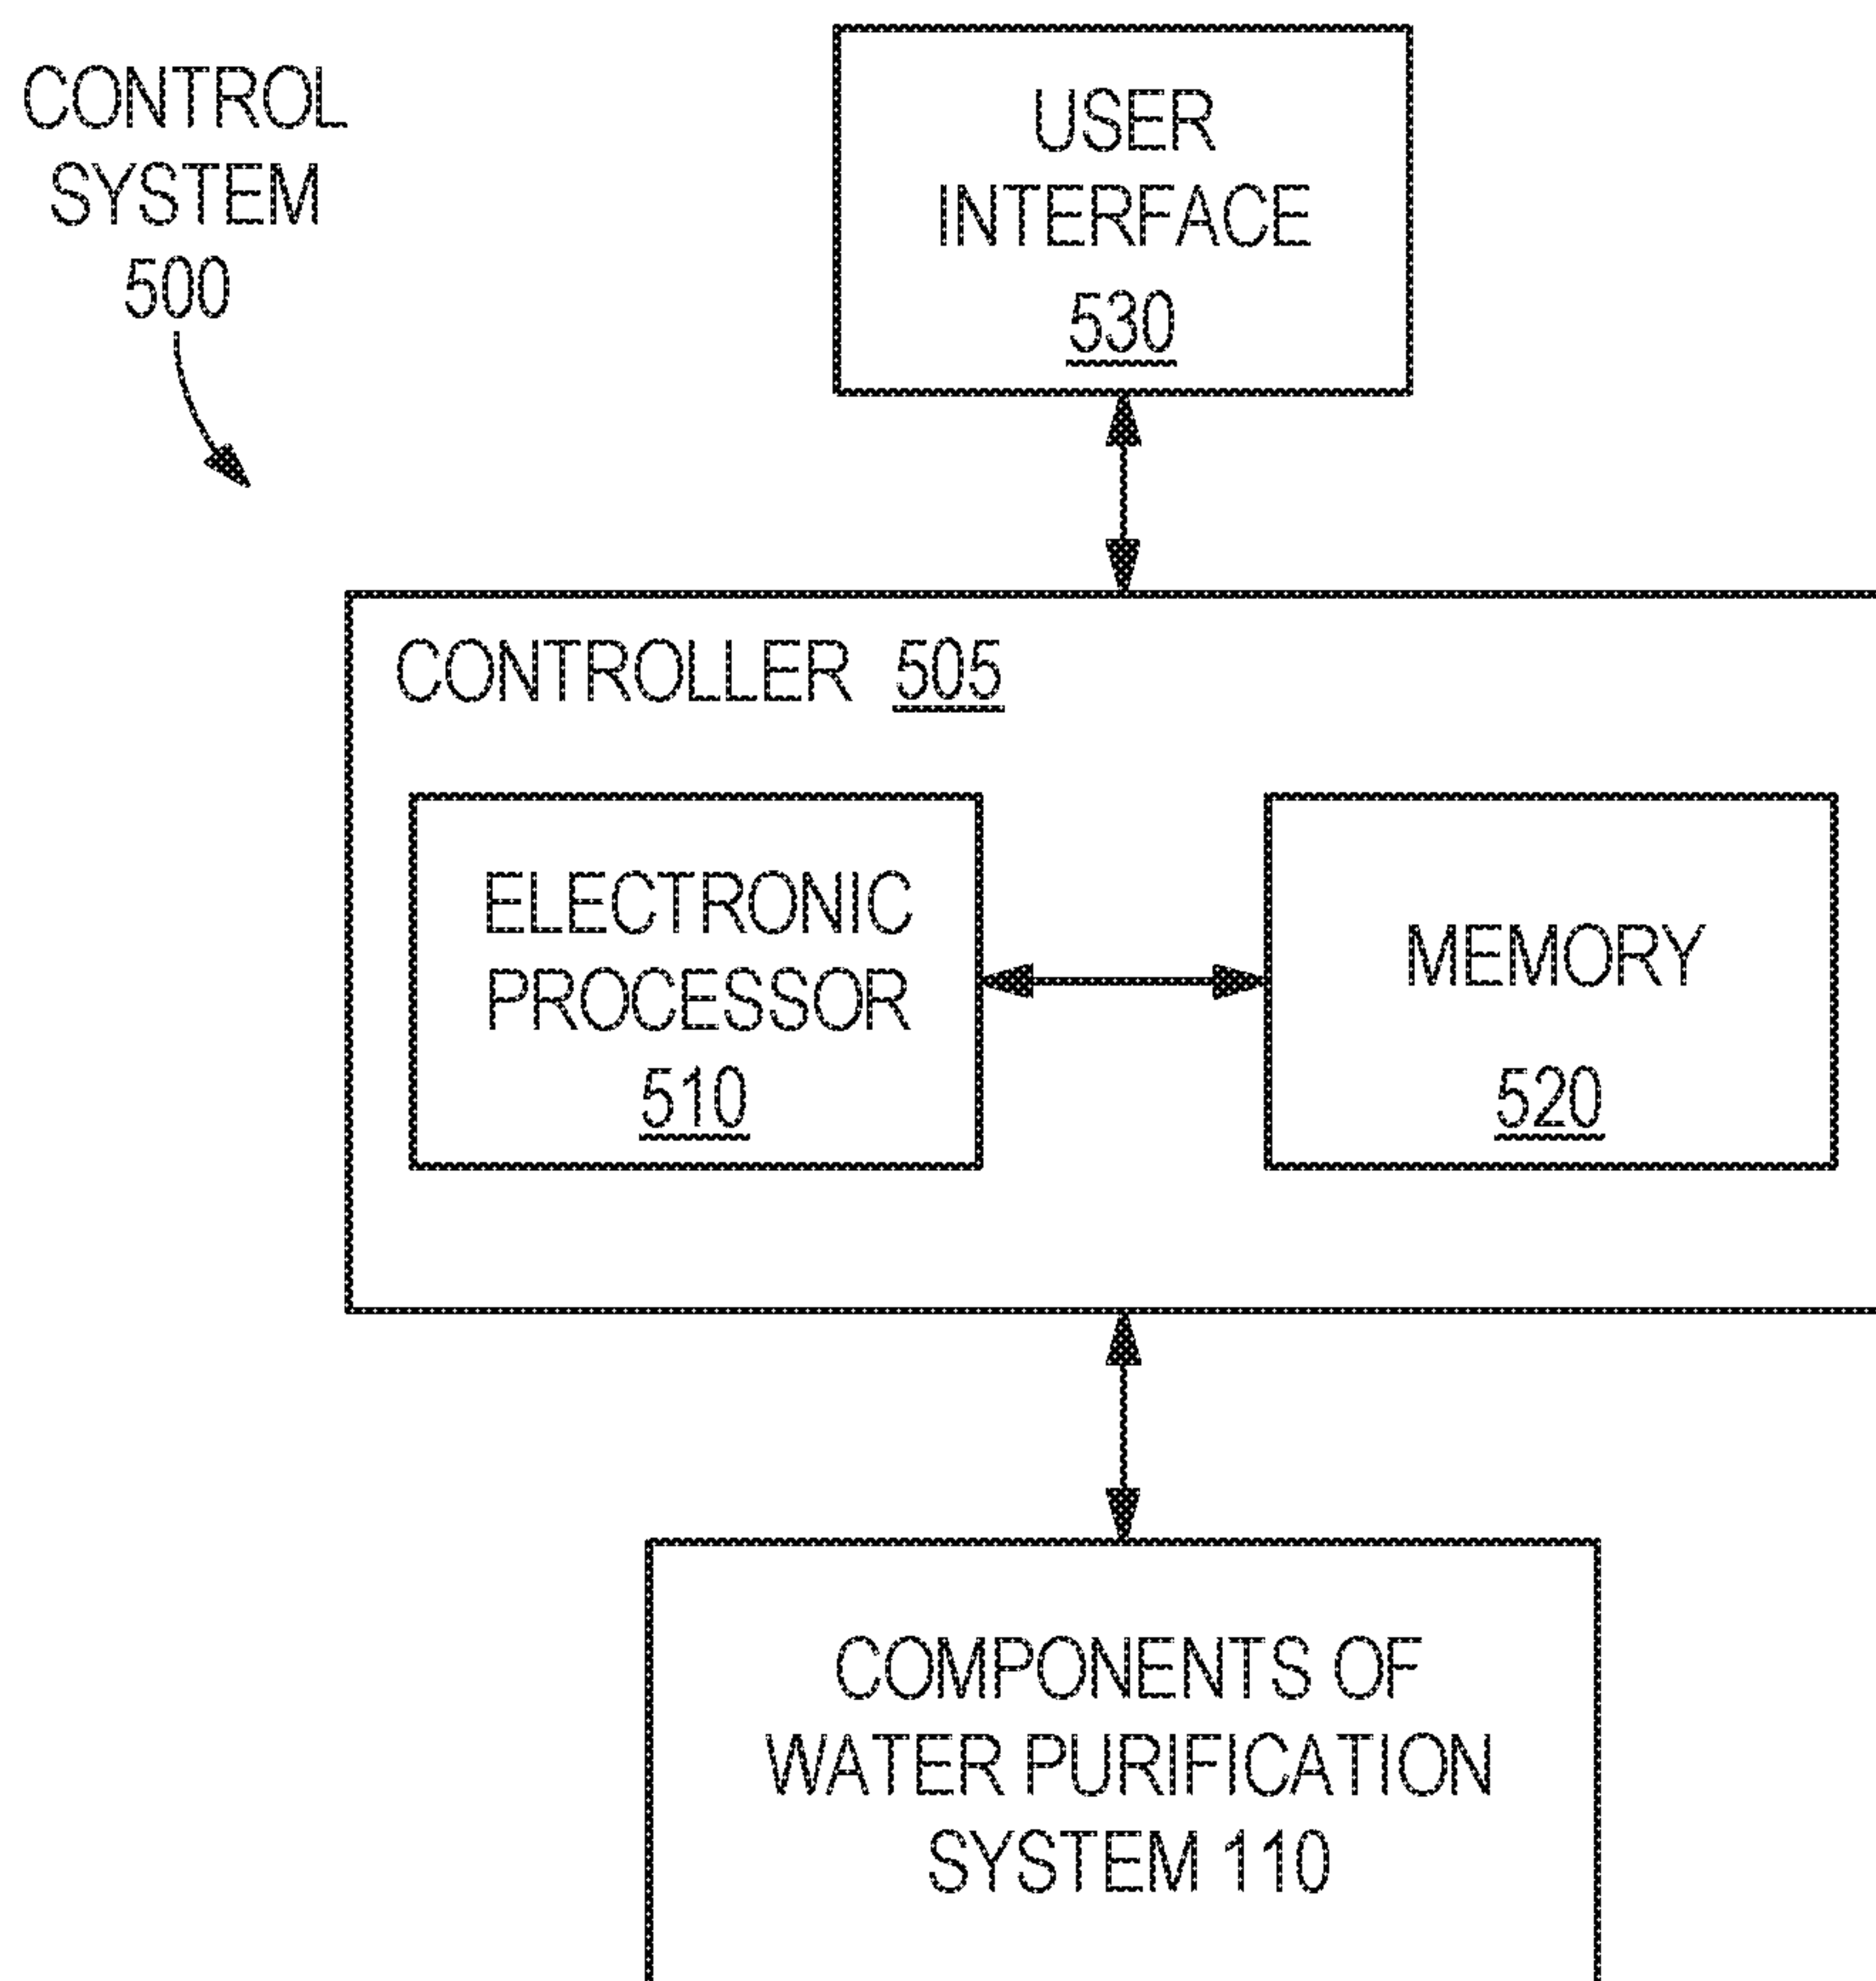 CONTROL
SYSTEM
500
USER
INTERFACE
530
CONTROLLER 505
ELECTRONIC
PROCESSOR
510
MEMORY
520
COMPONENTS OF
WATER PURIFICATION
SYSTEM 110